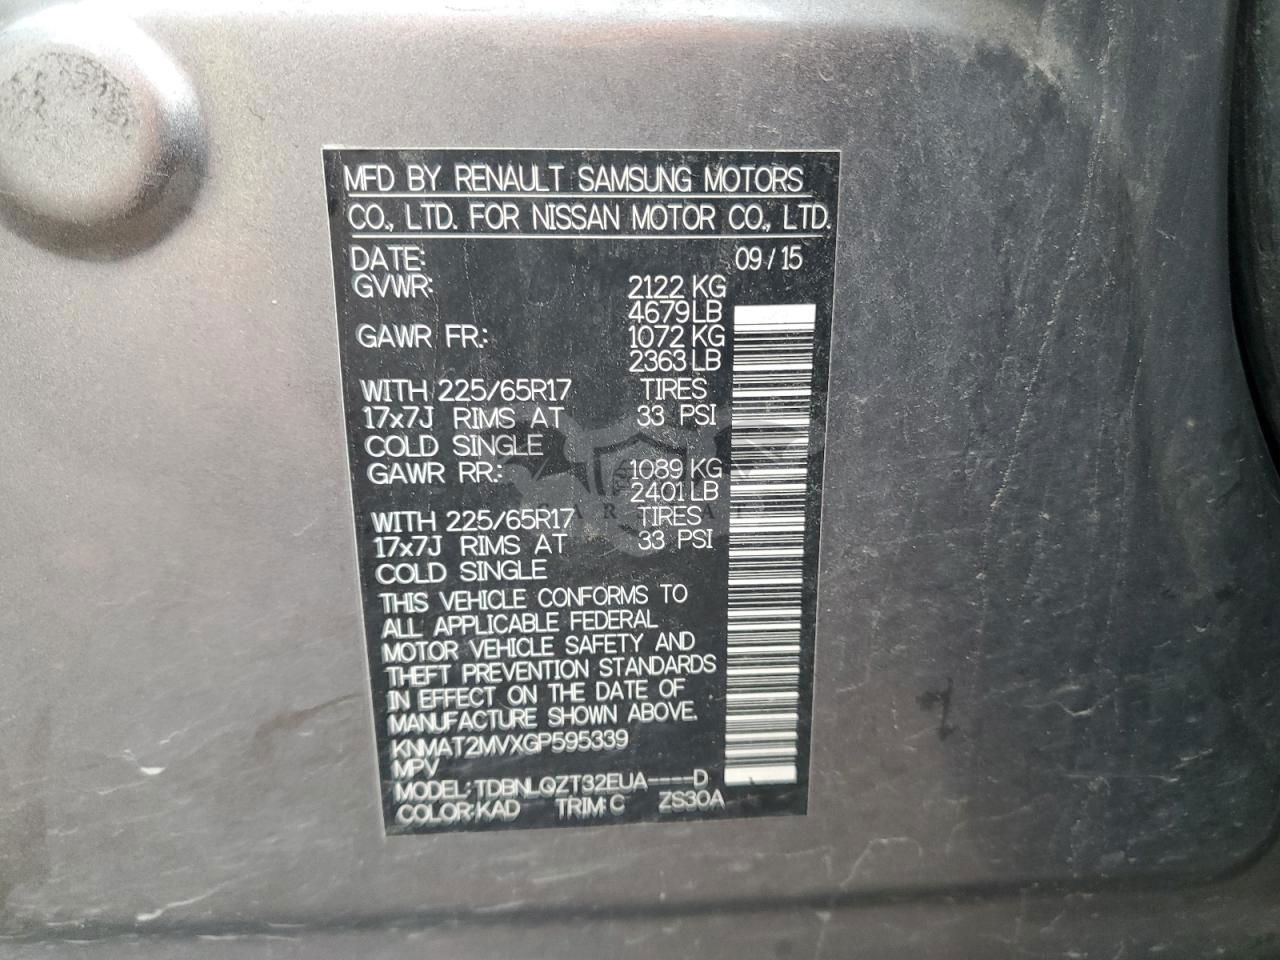 MFD BY RENAULT SAMSUNG MOTORS
CO., LTD. FOR NISSAN MOTOR CO., LTD.
DATE: 09/15
GVWR: 2122 KG
4679 LB
GAWR FR.: 1072 KG
2363 LB
WITH 225/65R17 TIRES
17x7J RIMS AT 33 PSI
COLD SINGLE
GAWR RR.: 1089 KG
2401 LB
WITH 225/65R17 TIRES
17x7J RIMS AT 33 PSI
COLD SINGLE
THIS VEHICLE CONFORMS TO
ALL APPLICABLE FEDERAL
MOTOR VEHICLE SAFETY AND
THEFT PREVENTION STANDARDS
IN EFFECT ON THE DATE OF
MANUFACTURE SHOWN ABOVE.
KNMAT2MVXGP595339
MPV
MODEL: TDBNLQZT32EUA----D
COLOR: KAD TRIM: C ZS30A